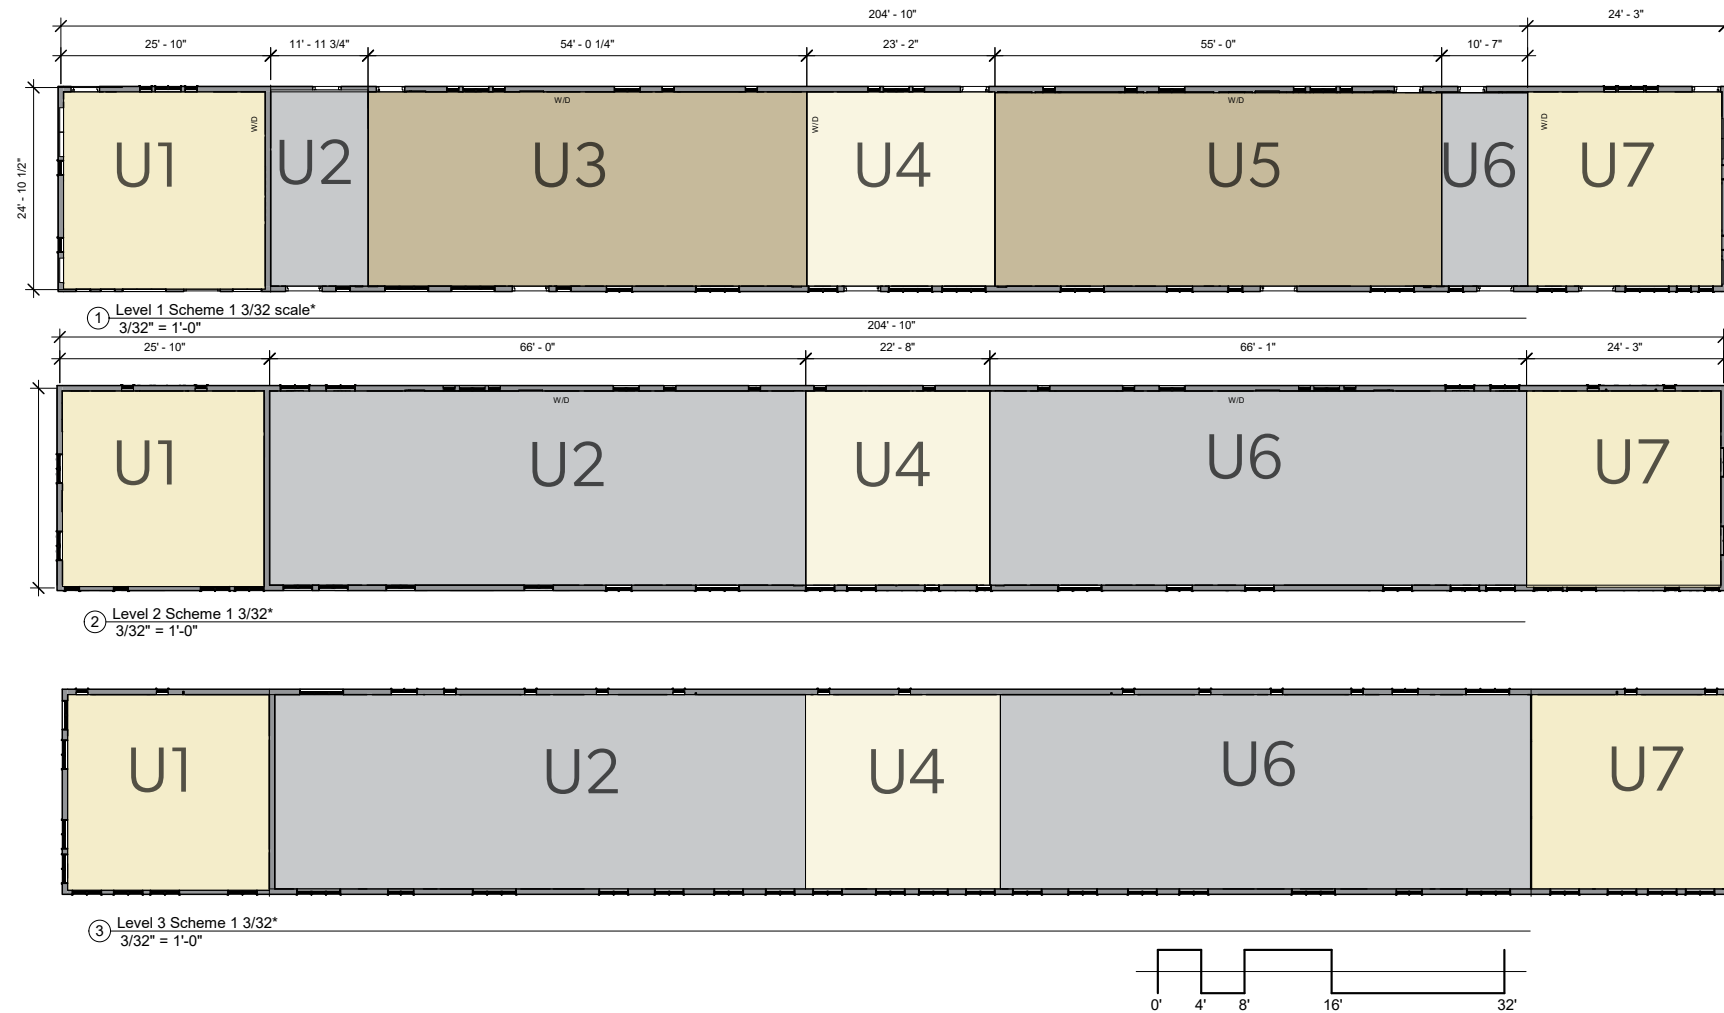 204' - 10"
24' - 3"
25' - 10"
11' - 11 3/4"
54' - 0 1/4"
23' - 2"
55' - 0"
10' - 7"
24' - 10 1/2"
W/D
W/D
W/D
W/D
W/D
U1
U2
U3
U4
U5
U6
U7
1
Level 1 Scheme 1 3/32 scale*
3/32" = 1'-0"
204' - 10"
25' - 10"
66' - 0"
22' - 8"
66' - 1"
24' - 3"
W/D
W/D
U1
U2
U4
U6
U7
2
Level 2 Scheme 1 3/32*
3/32" = 1'-0"
U1
U2
U4
U6
U7
3
Level 3 Scheme 1 3/32*
3/32" = 1'-0"
0' 4' 8' 16' 32'